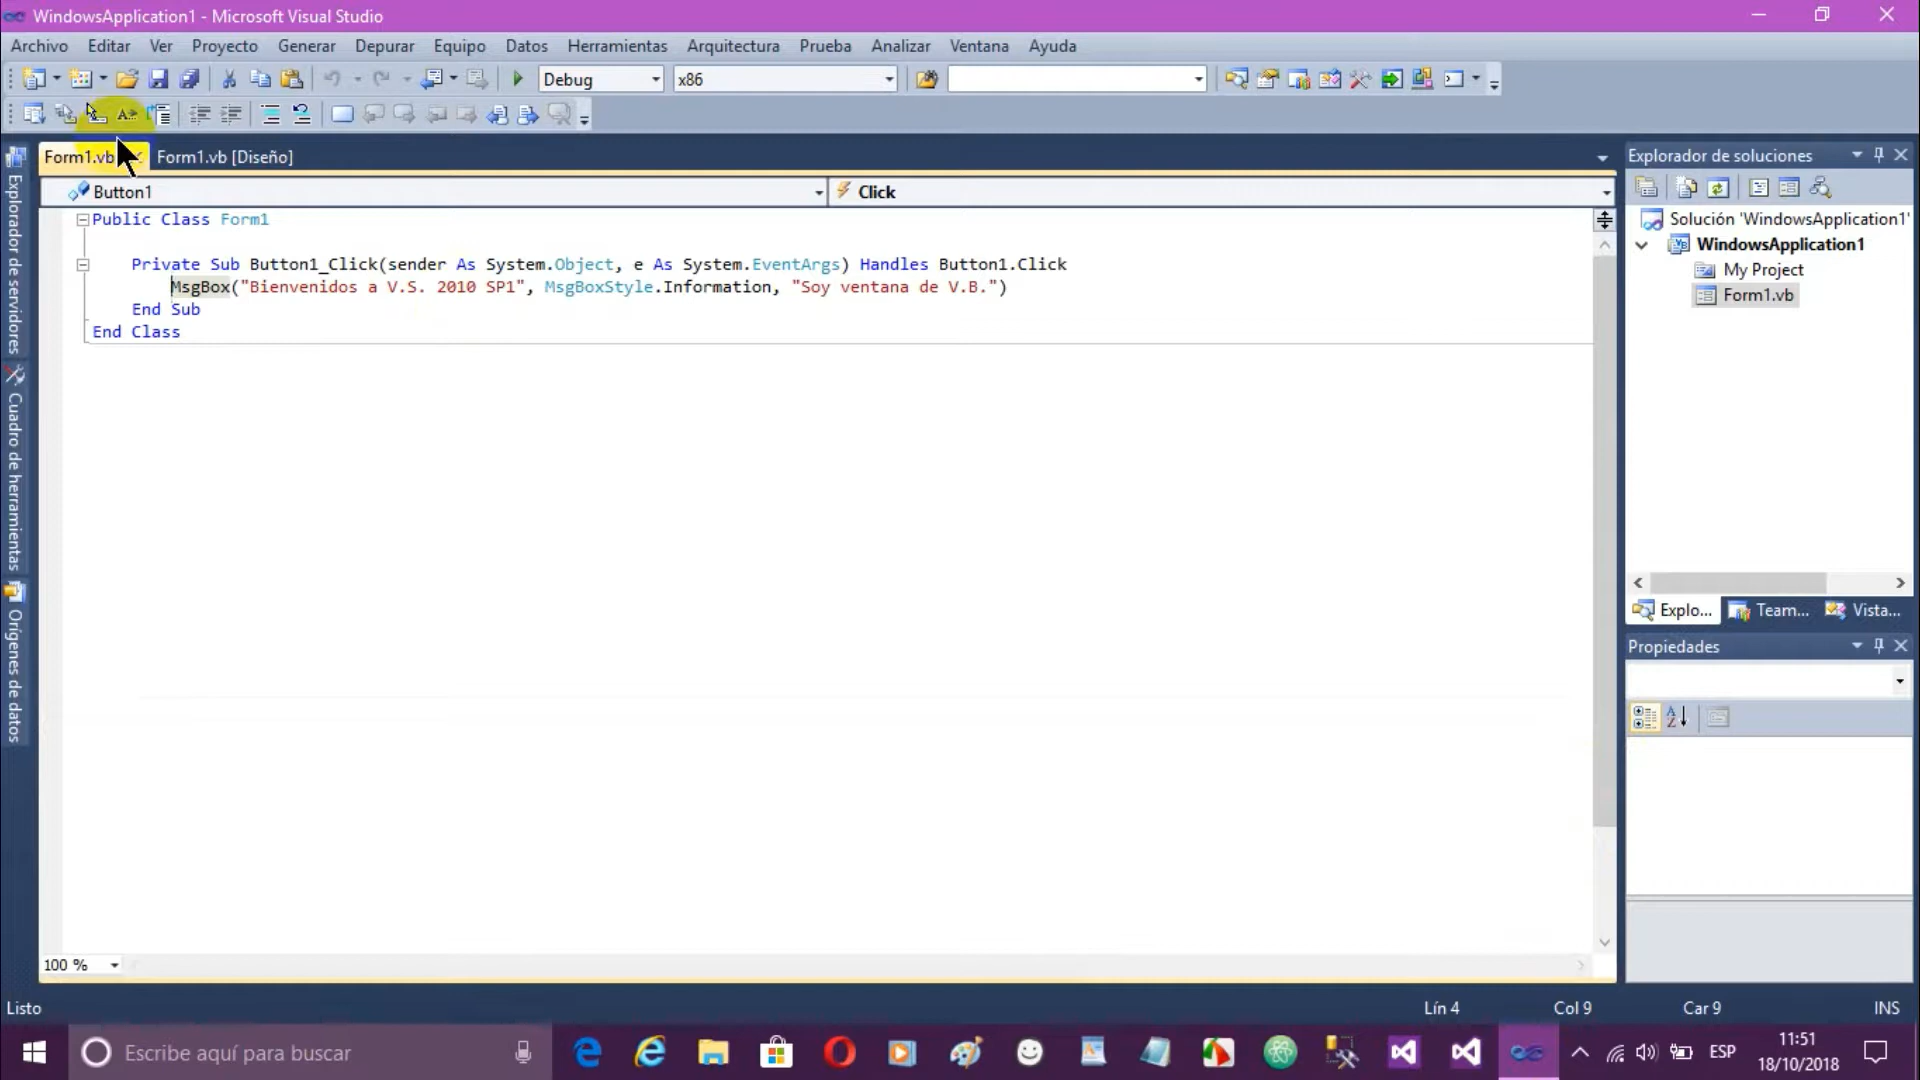 WindowsApplication1 - Microsoft Visual Studio
Archivo Editar Ver Proyecto Generar Depurar Equipo Datos Herramientas Arquitectura Prueba Analizar Ventana Ayuda
Debug x86
Form1.vb Form1.vb [Diseño]
Button1 Click
Public Class Form1
Private Sub Button1_Click(sender As System.Object, e As System.EventArgs) Handles Button1.Click
MsgBox("Bienvenidos a V.S. 2010 SP1", MsgBoxStyle.Information, "Soy ventana de V.B.")
End Sub
End Class
100 %
Explorador de servidores
Cuadro de herramientas
Orígenes de datos
Explorador de soluciones
Solución 'WindowsApplication1'
WindowsApplication1
My Project
Form1.vb
Explo... Team... Vista...
Propiedades
Listo Lín 4 Col 9 Car 9 INS
Escribe aquí para buscar
ESP
11:51
18/10/2018